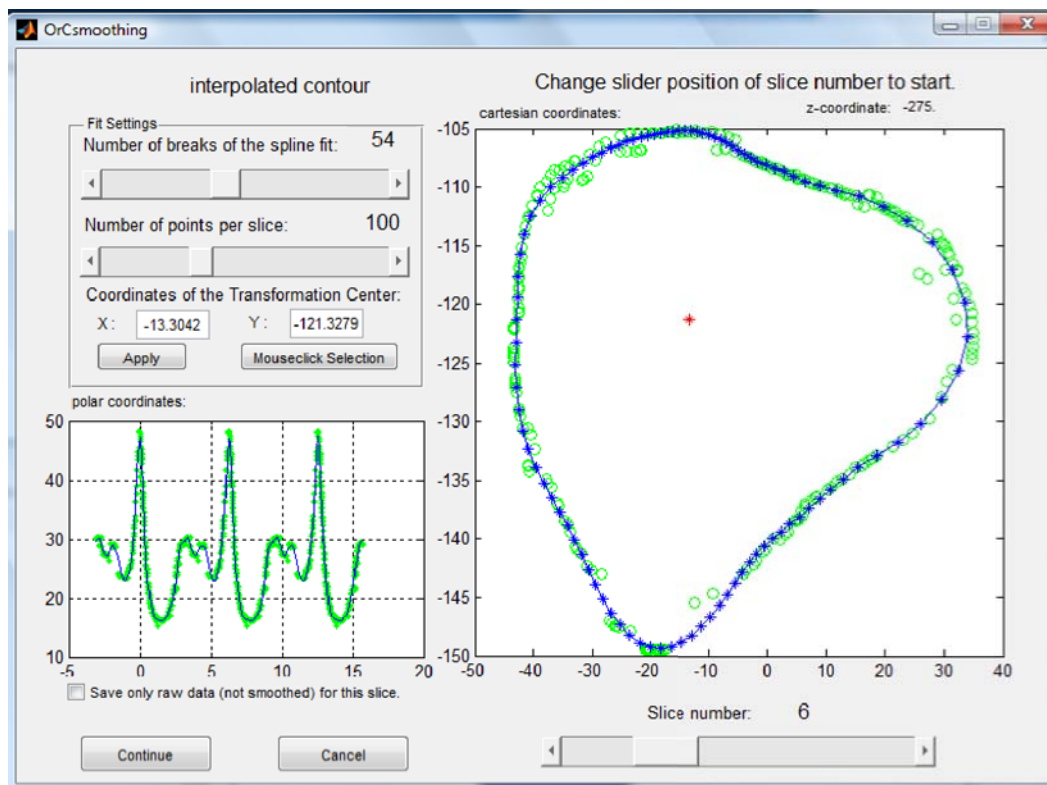 OrCsmoothing
interpolated contour
Change slider position of slice number to start.
cartesian coordinates:
z-coordinate: -275.
Fit Settings
Number of breaks of the spline fit: 54
Number of points per slice: 100
Coordinates of the Transformation Center:
X: -13.3042 Y: -121.3279
Apply Mouseclick Selection
polar coordinates:
50
40
30
20
10
-5 0 5 10 15 20
Save only raw data (not smoothed) for this slice.
Continue Cancel
-105
-110
-115
-120
-125
-130
-135
-140
-145
-150
-50 -40 -30 -20 -10 0 10 20 30 40
Slice number: 6